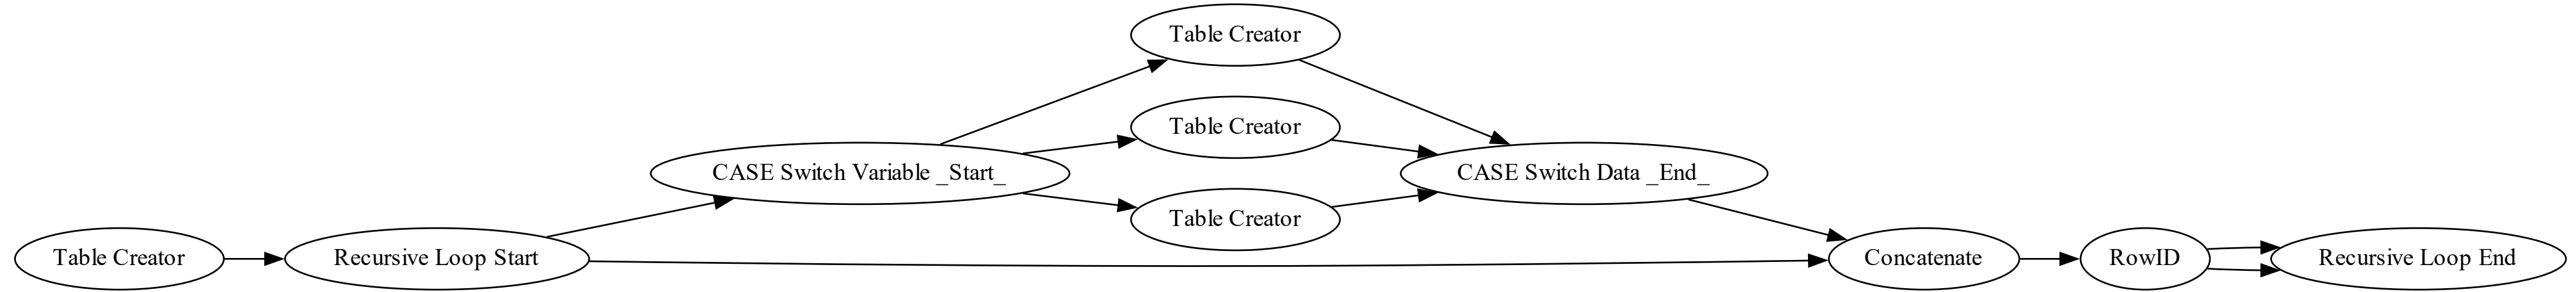 Table Creator
Table Creator
CASE Switch Variable _Start_
CASE Switch Data _End_
Table Creator
Table Creator
Recursive Loop Start
Concatenate
RowID
Recursive Loop End